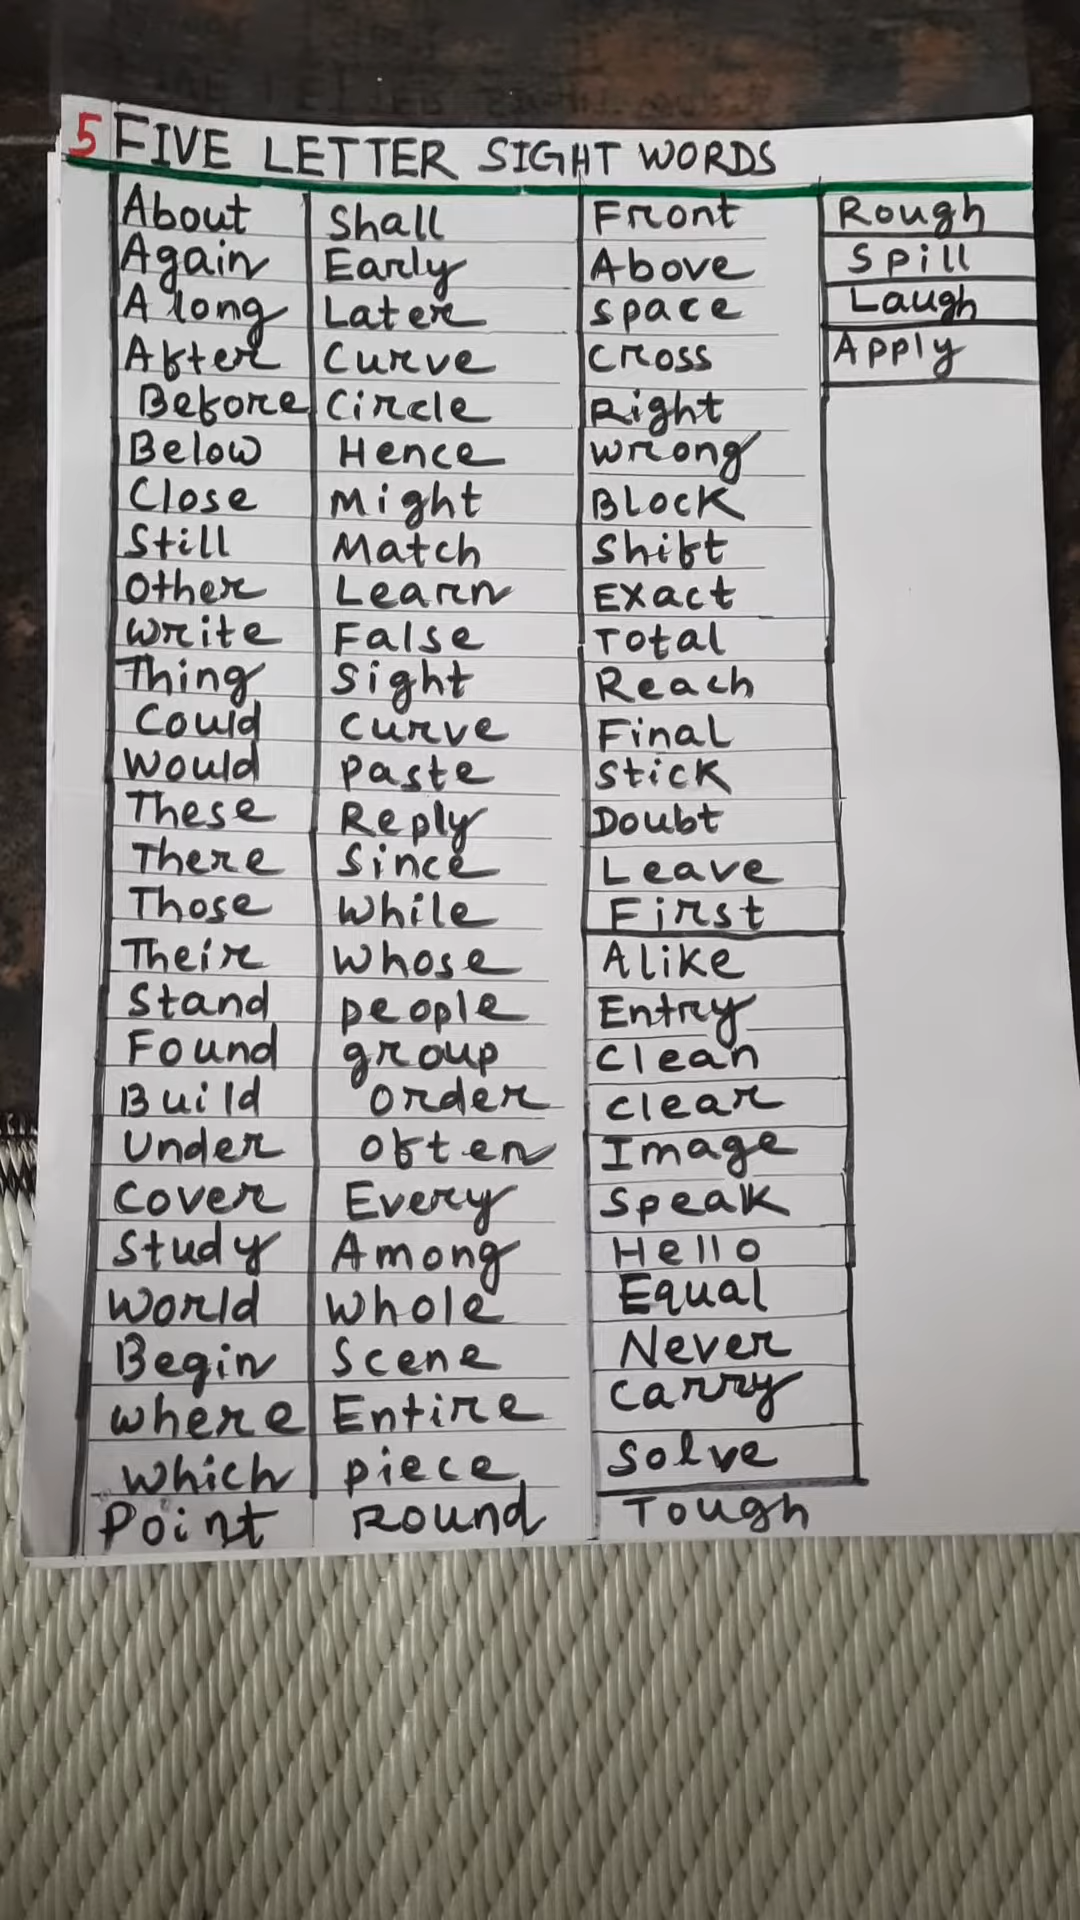 5 FIVE LETTER SIGHT WORDS
About
Again
Along
After
Before
Below
Close
Still
Other
Write
Thing
Could
Would
These
There
Those
Their
Stand
Found
Build
Under
Cover
Study
World
Begin
where
which
Point
Shall
Early
Later
Curve
Circle
Hence
Might
Match
Learn
False
Sight
Curve
Paste
Reply
Since
While
Whose
people
group
order
often
Every
Among
Whole
Scene
Entire
piece
Round
Front
Above
space
cross
Right
wrong
Block
Shift
Exact
Total
Reach
Final
Stick
Doubt
Leave
First
Alike
Entry
clean
clear
Image
Speak
Hello
Equal
Never
carry
Solve
Tough
Rough
Spill
Laugh
Apply